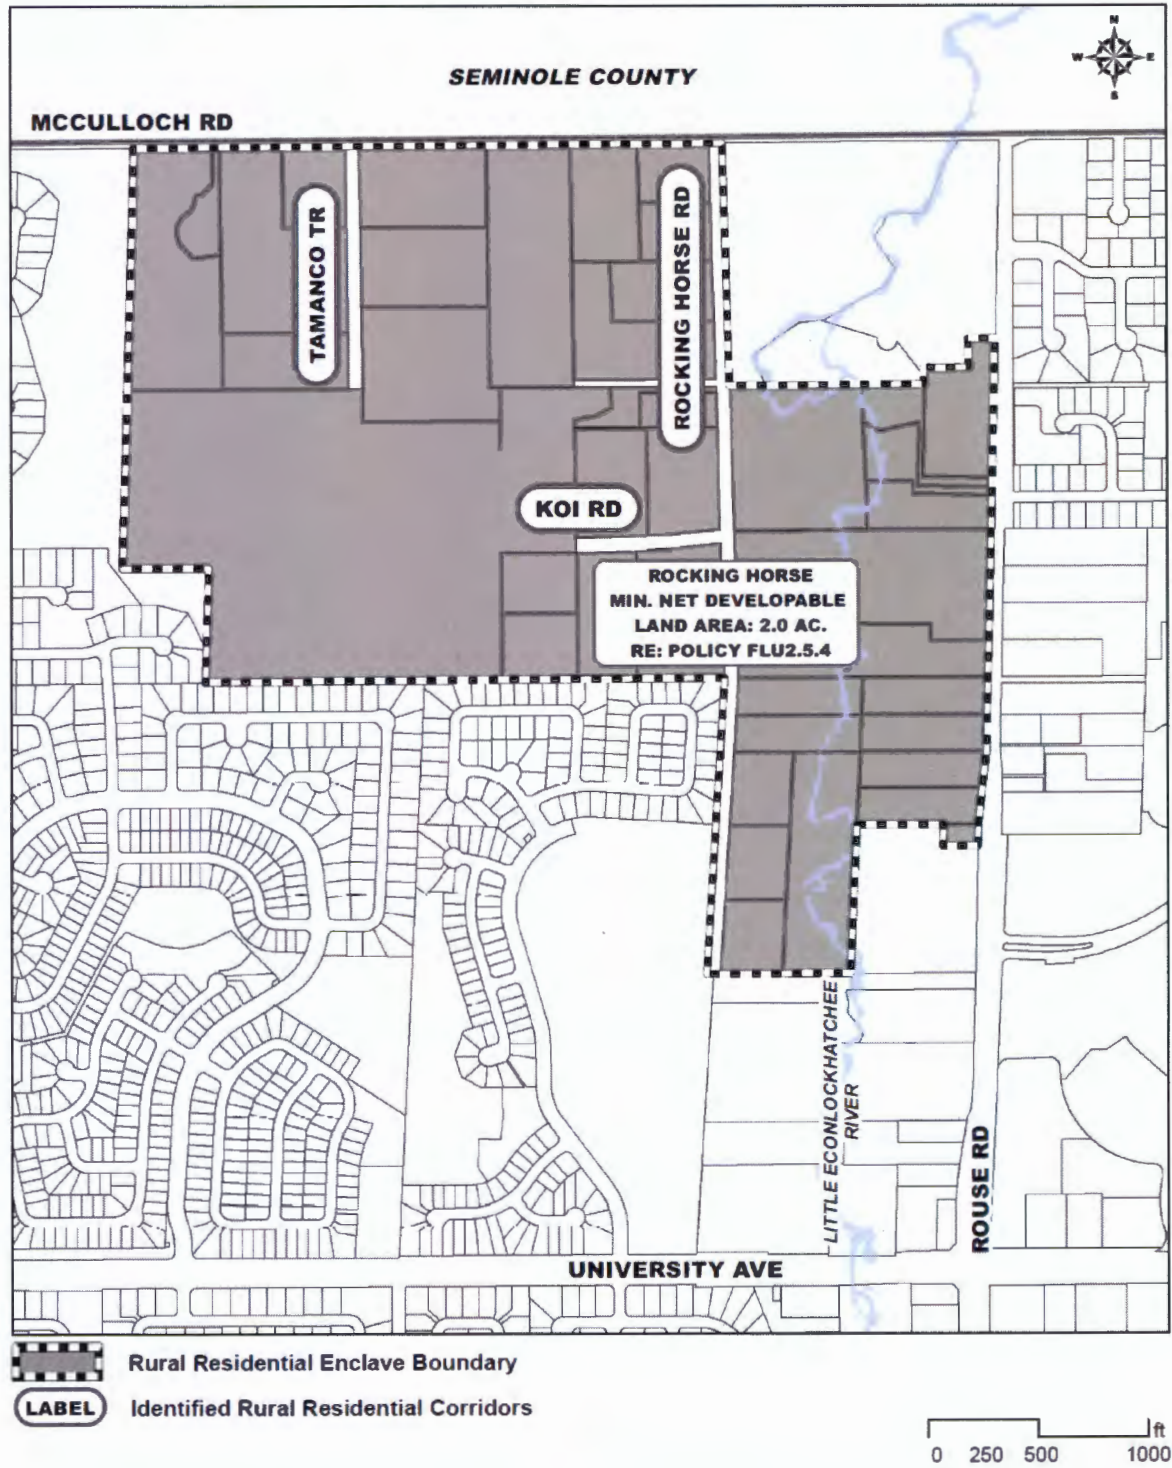 N
W E
S
SEMINOLE COUNTY
MCCULLOCH RD
TAMANCO TR
ROCKING HORSE RD
KOI RD
ROCKING HORSE
MIN. NET DEVELOPABLE
LAND AREA: 2.0 AC.
RE: POLICY FLU2.5.4
LITTLE ECONLOCKHATCHEE
RIVER
ROUSE RD
UNIVERSITY AVE
Rural Residential Enclave Boundary
LABEL Identified Rural Residential Corridors
ft
0 250 500 1000